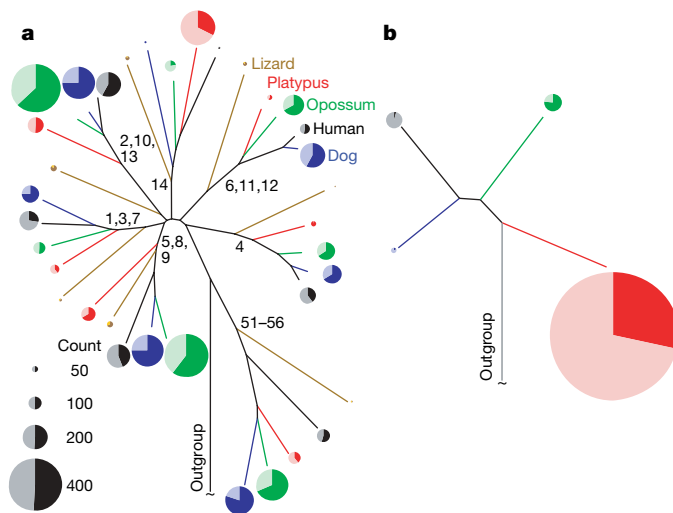 a
b
Lizard
Platypus
Opossum
Human
Dog
2,10,
13
14
6,11,12
1,3,7
5,8,
9
4
51–56
Count
50
100
200
400
Outgroup
~
Outgroup
~